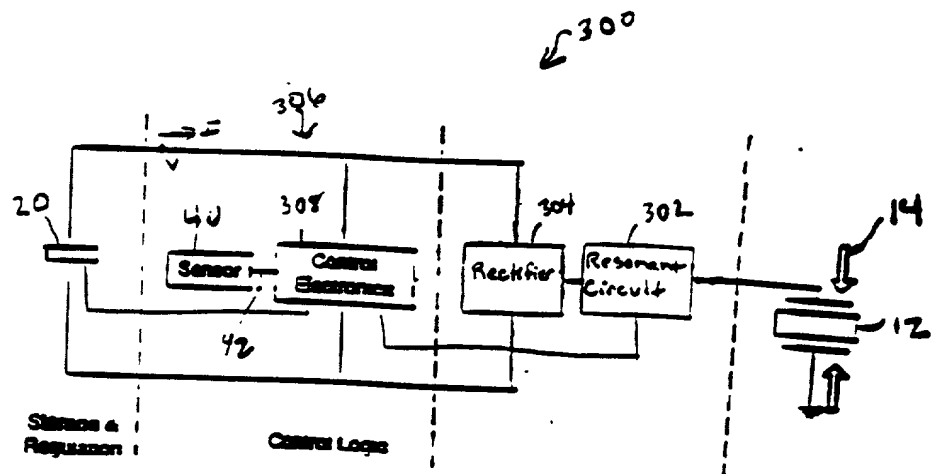 300
306
→ I
V
20
40
308
304
302
14
Sensor
Control
Electronics
Rectifier
Resonant
Circuit
12
42
Storage &
Regulation
Control Logic